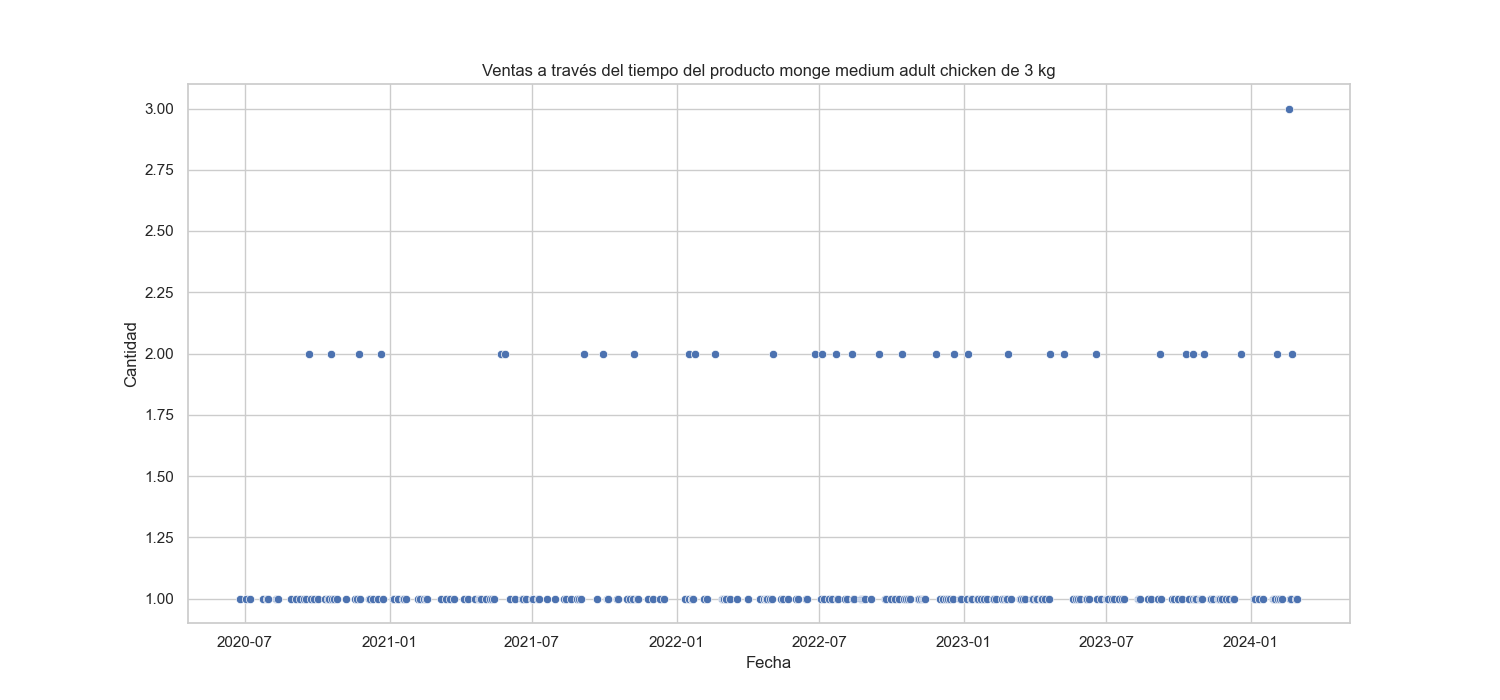 Ventas a través del tiempo del producto monge medium adult chicken de 3 kg
3.00
2.75
2.50
2.25
2.00
1.75
1.50
1.25
1.00
Cantidad
2020-07 2021-01 2021-07 2022-01 2022-07 2023-01 2023-07 2024-01
Fecha